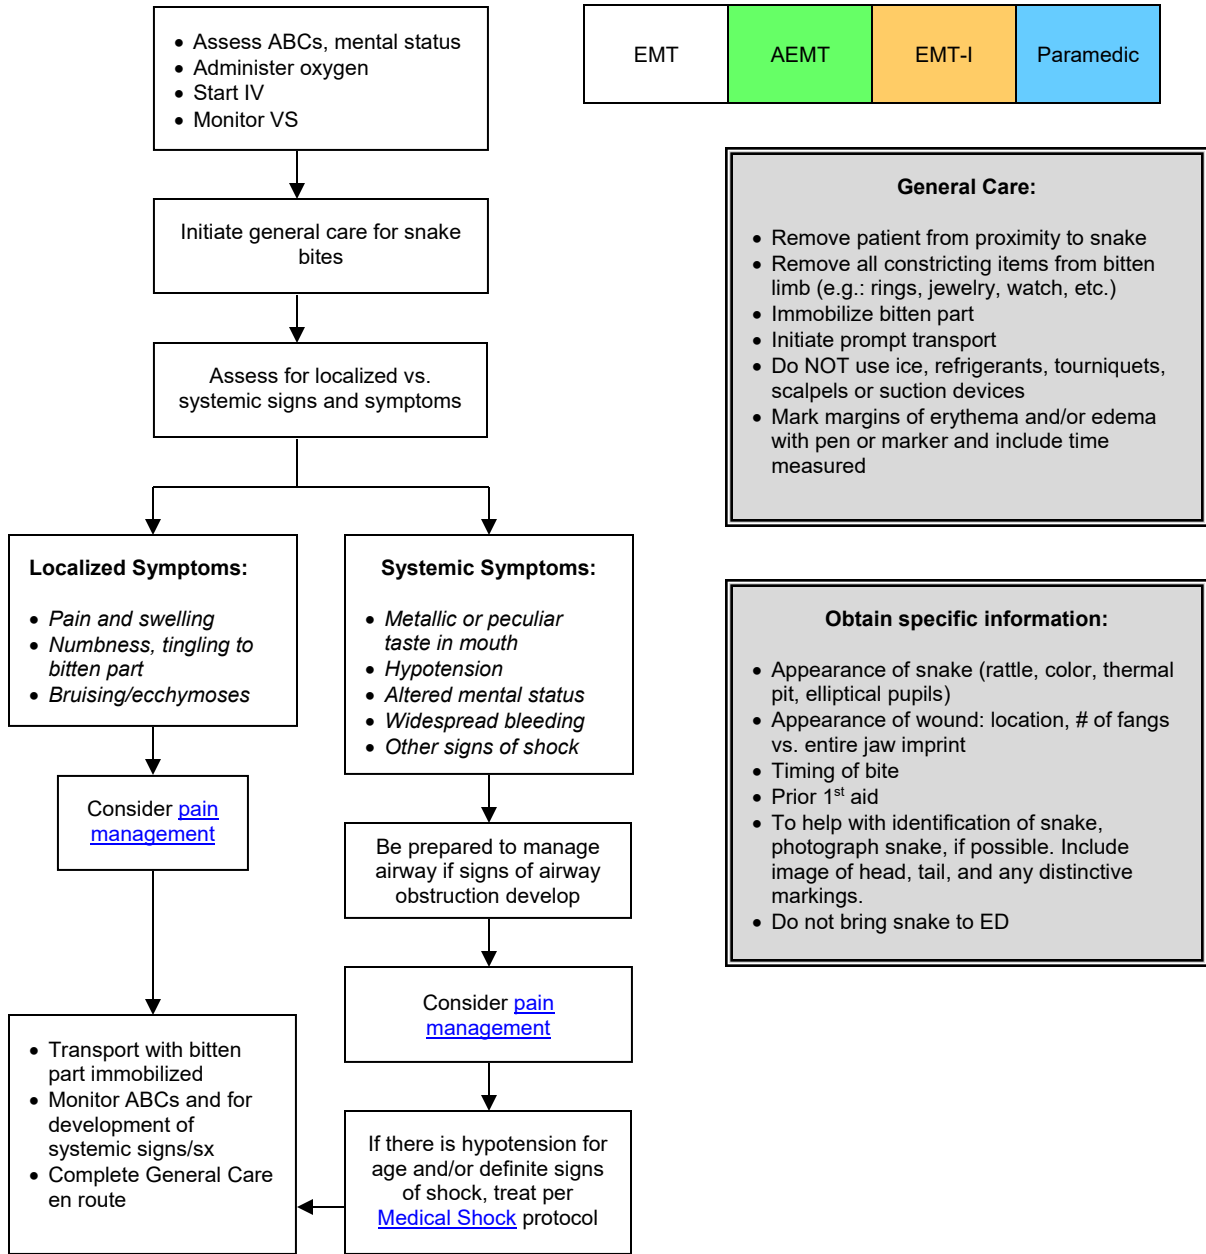 • Assess ABCs, mental status
• Administer oxygen
• Start IV
• Monitor VS
EMT
AEMT
EMT-I
Paramedic
Initiate general care for snake
bites
Assess for localized vs.
systemic signs and symptoms
General Care:
• Remove patient from proximity to snake
• Remove all constricting items from bitten
limb (e.g.: rings, jewelry, watch, etc.)
• Immobilize bitten part
• Initiate prompt transport
• Do NOT use ice, refrigerants, tourniquets,
scalpels or suction devices
• Mark margins of erythema and/or edema
with pen or marker and include time
measured
Localized Symptoms:
• Pain and swelling
• Numbness, tingling to
bitten part
• Bruising/ecchymoses
Consider pain
management
Systemic Symptoms:
• Metallic or peculiar
taste in mouth
• Hypotension
• Altered mental status
• Widespread bleeding
• Other signs of shock
Be prepared to manage
airway if signs of airway
obstruction develop
Consider pain
management
If there is hypotension for
age and/or definite signs
of shock, treat per
Medical Shock protocol
• Transport with bitten
part immobilized
• Monitor ABCs and for
development of
systemic signs/sx
• Complete General Care
en route
Obtain specific information:
• Appearance of snake (rattle, color, thermal
pit, elliptical pupils)
• Appearance of wound: location, # of fangs
vs. entire jaw imprint
• Timing of bite
• Prior 1st aid
• To help with identification of snake,
photograph snake, if possible. Include
image of head, tail, and any distinctive
markings.
• Do not bring snake to ED